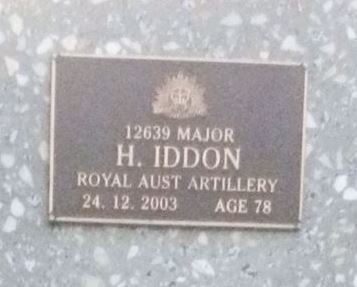 12639 MAJOR
H. IDDON
ROYAL AUST ARTILLERY
24. 12. 2003 AGE 78